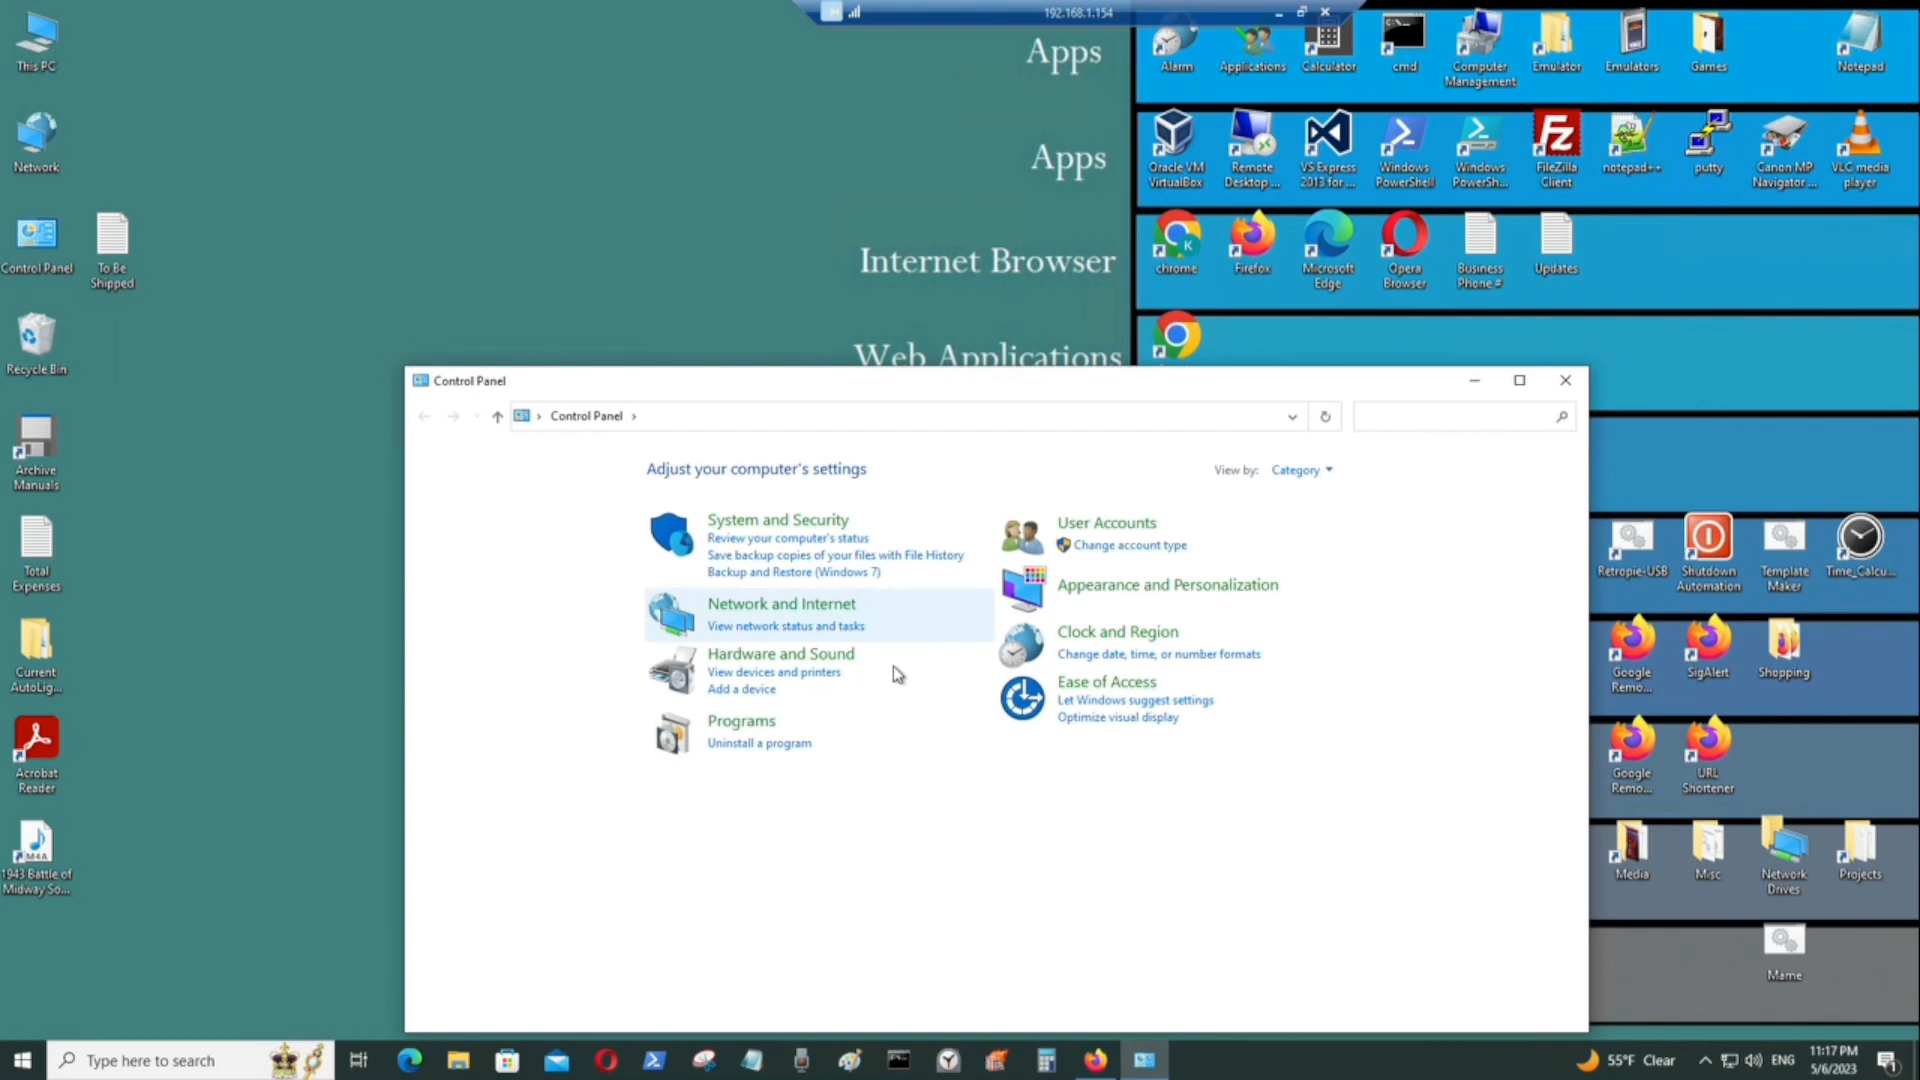 192.168.1.154
This PC
Network
Control Panel
To Be
Shipped
Recycle Bin
Archive
Manuals
Total
Expenses
Current
AutoLig...
Acrobat
Reader
M4A
1943 Battle of
Midway So...
Apps
Apps
Internet Browser
Web Applications
Alarm
Applications
Calculator
cmd
Computer
Management
Emulator
Emulators
Games
Notepad
Oracle VM
VirtualBox
Remote
Desktop ...
VS Express
2013 for ...
Windows
PowerShell
Windows
PowerSh...
FileZilla
Client
notepad++
putty
Canon MP
Navigator ...
VLC media
player
chrome
Firefox
Microsoft
Edge
Opera
Browser
Business
Phone #
Updates
Control Panel
Control Panel
Adjust your computer's settings
View by: Category
System and Security
Review your computer's status
Save backup copies of your files with File History
Backup and Restore (Windows 7)
Network and Internet
View network status and tasks
Hardware and Sound
View devices and printers
Add a device
Programs
Uninstall a program
User Accounts
Change account type
Appearance and Personalization
Clock and Region
Change date, time, or number formats
Ease of Access
Let Windows suggest settings
Optimize visual display
Retropie-USB
Shutdown
Automation
Template
Maker
Time_Calcu...
Google
Remo...
SigAlert
Shopping
Google
Remo...
URL
Shortener
Media
Misc
Network
Drives
Projects
Mame
Type here to search
55°F Clear
ENG
11:17 PM
5/6/2023
1